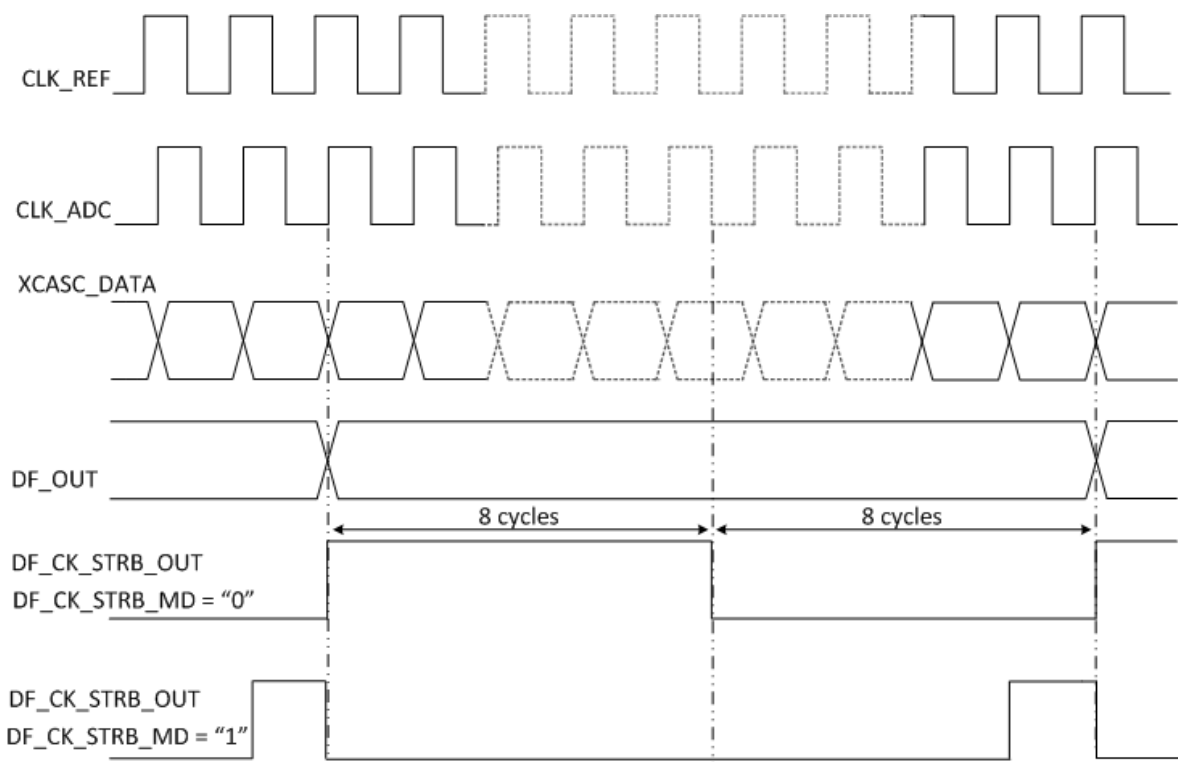 CLK_REF
CLK_ADC
XCASC_DATA
DF_OUT
8 cycles 8 cycles
DF_CK_STRB_OUT
DF_CK_STRB_MD = “0”
DF_CK_STRB_OUT
DF_CK_STRB_MD = “1”